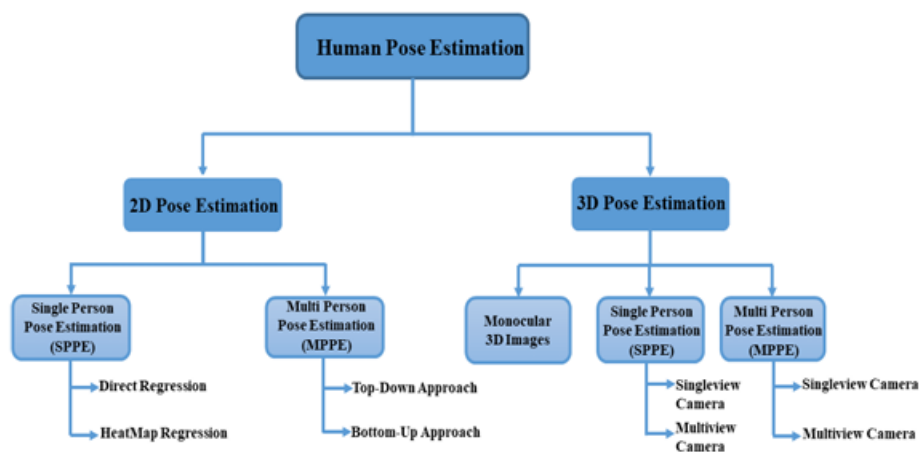 Human Pose Estimation
2D Pose Estimation
3D Pose Estimation
Single Person
Pose Estimation
(SPPE)
Multi Person
Pose Estimation
(MPPE)
Monocular
3D Images
Single Person
Pose Estimation
(SPPE)
Multi Person
Pose Estimation
(MPPE)
Direct Regression
HeatMap Regression
Top-Down Approach
Bottom-Up Approach
Singleview
Camera
Multiview
Camera
Singleview Camera
Multiview Camera